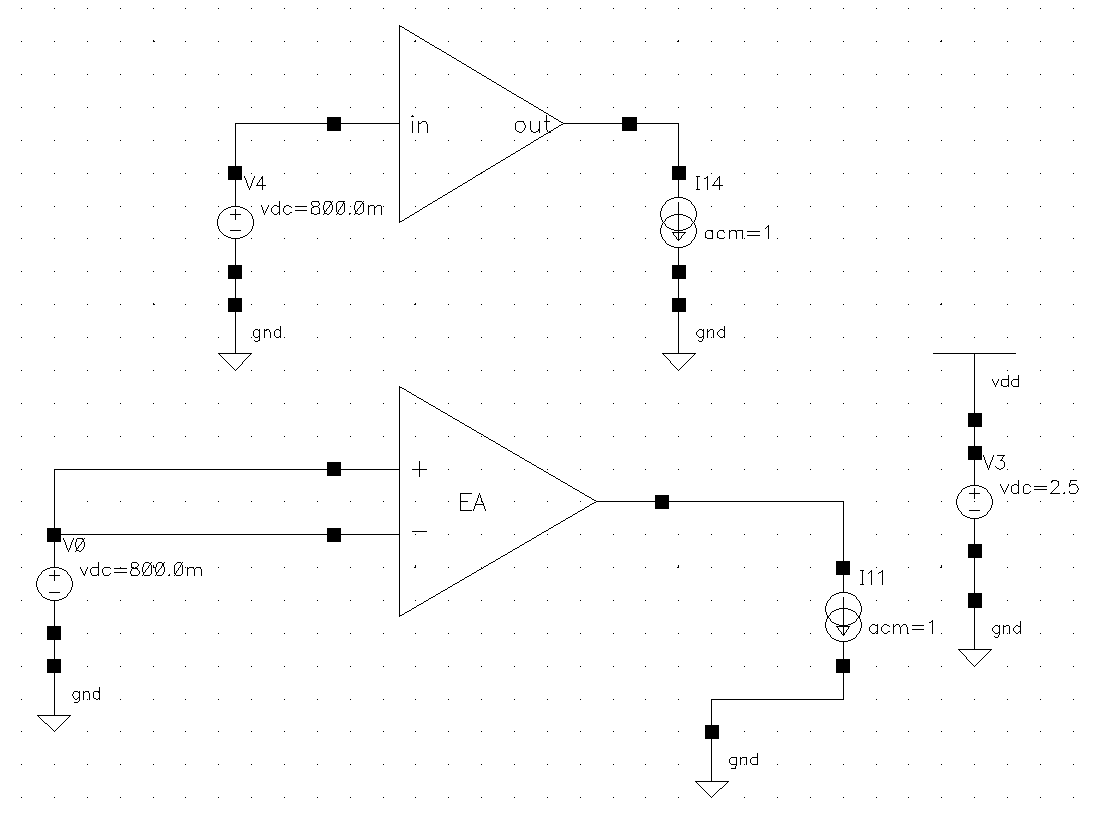 in
out
V4
vdc=800.0m
I14
acm=1
gnd
gnd
vdd
V3
vdc=2.5
gnd
+
EA
−
V0
vdc=800.0m
I11
acm=1
gnd
gnd